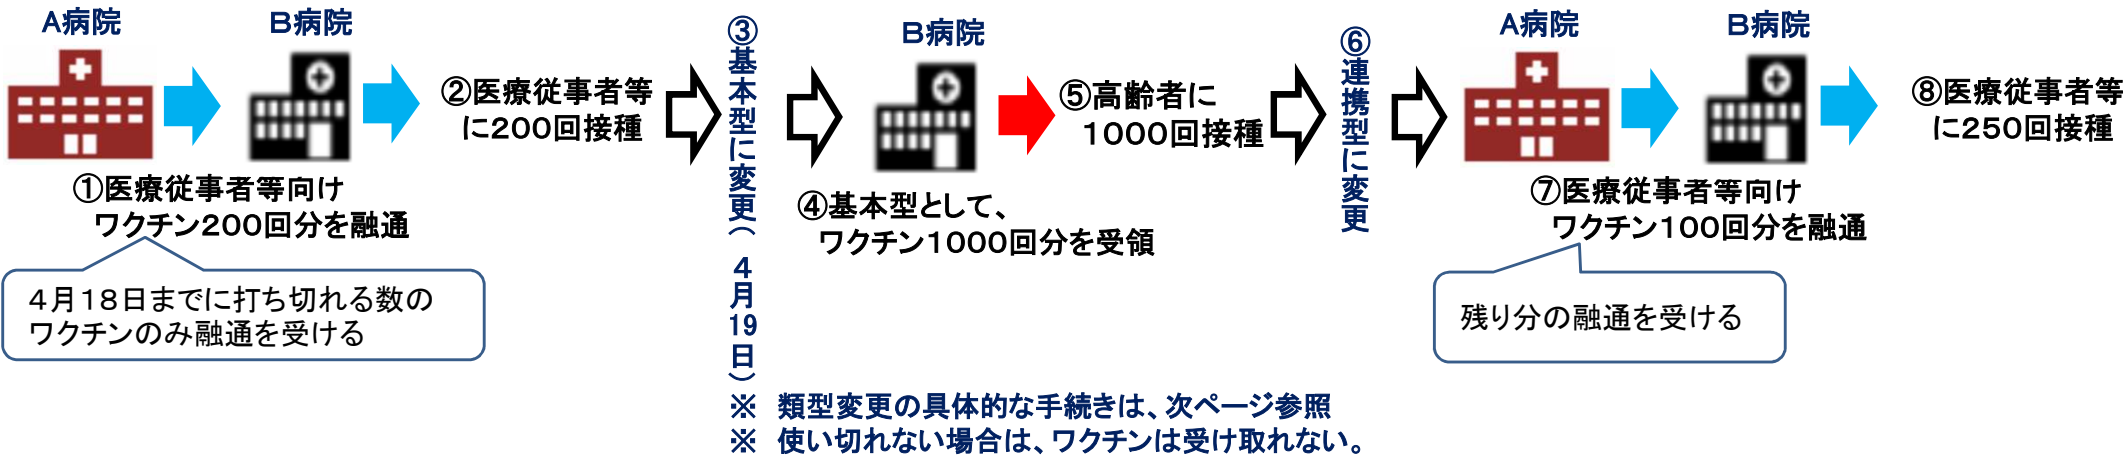 A病院
B病院
①医療従事者等向け
ワクチン200回分を融通
4月18日までに打ち切れる数の
ワクチンのみ融通を受ける
②医療従事者等
に200回接種
③基本型に変更（4月19日）
B病院
④基本型として、
ワクチン1000回分を受領
⑤高齢者に
1000回接種
⑥連携型に変更
A病院
B病院
⑦医療従事者等向け
ワクチン100回分を融通
残り分の融通を受ける
⑧医療従事者等
に250回接種
※　類型変更の具体的な手続きは、次ページ参照
※　使い切れない場合は、ワクチンは受け取れない。